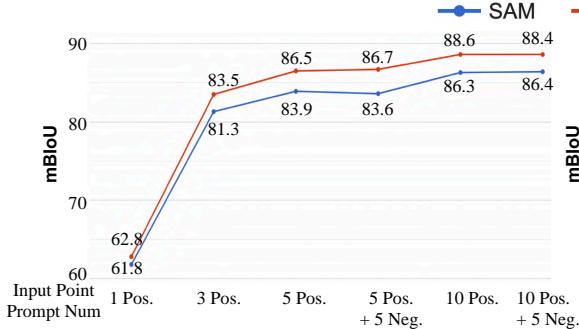 SAM
90
80
70
60
mBIoU
62.8
61.8
83.5
81.3
86.5
83.9
86.7
83.6
88.6
86.3
88.4
86.4
mBIoU
Input Point
Prompt Num
1 Pos.
3 Pos.
5 Pos.
5 Pos.
+ 5 Neg.
10 Pos.
10 Pos.
+ 5 Neg.